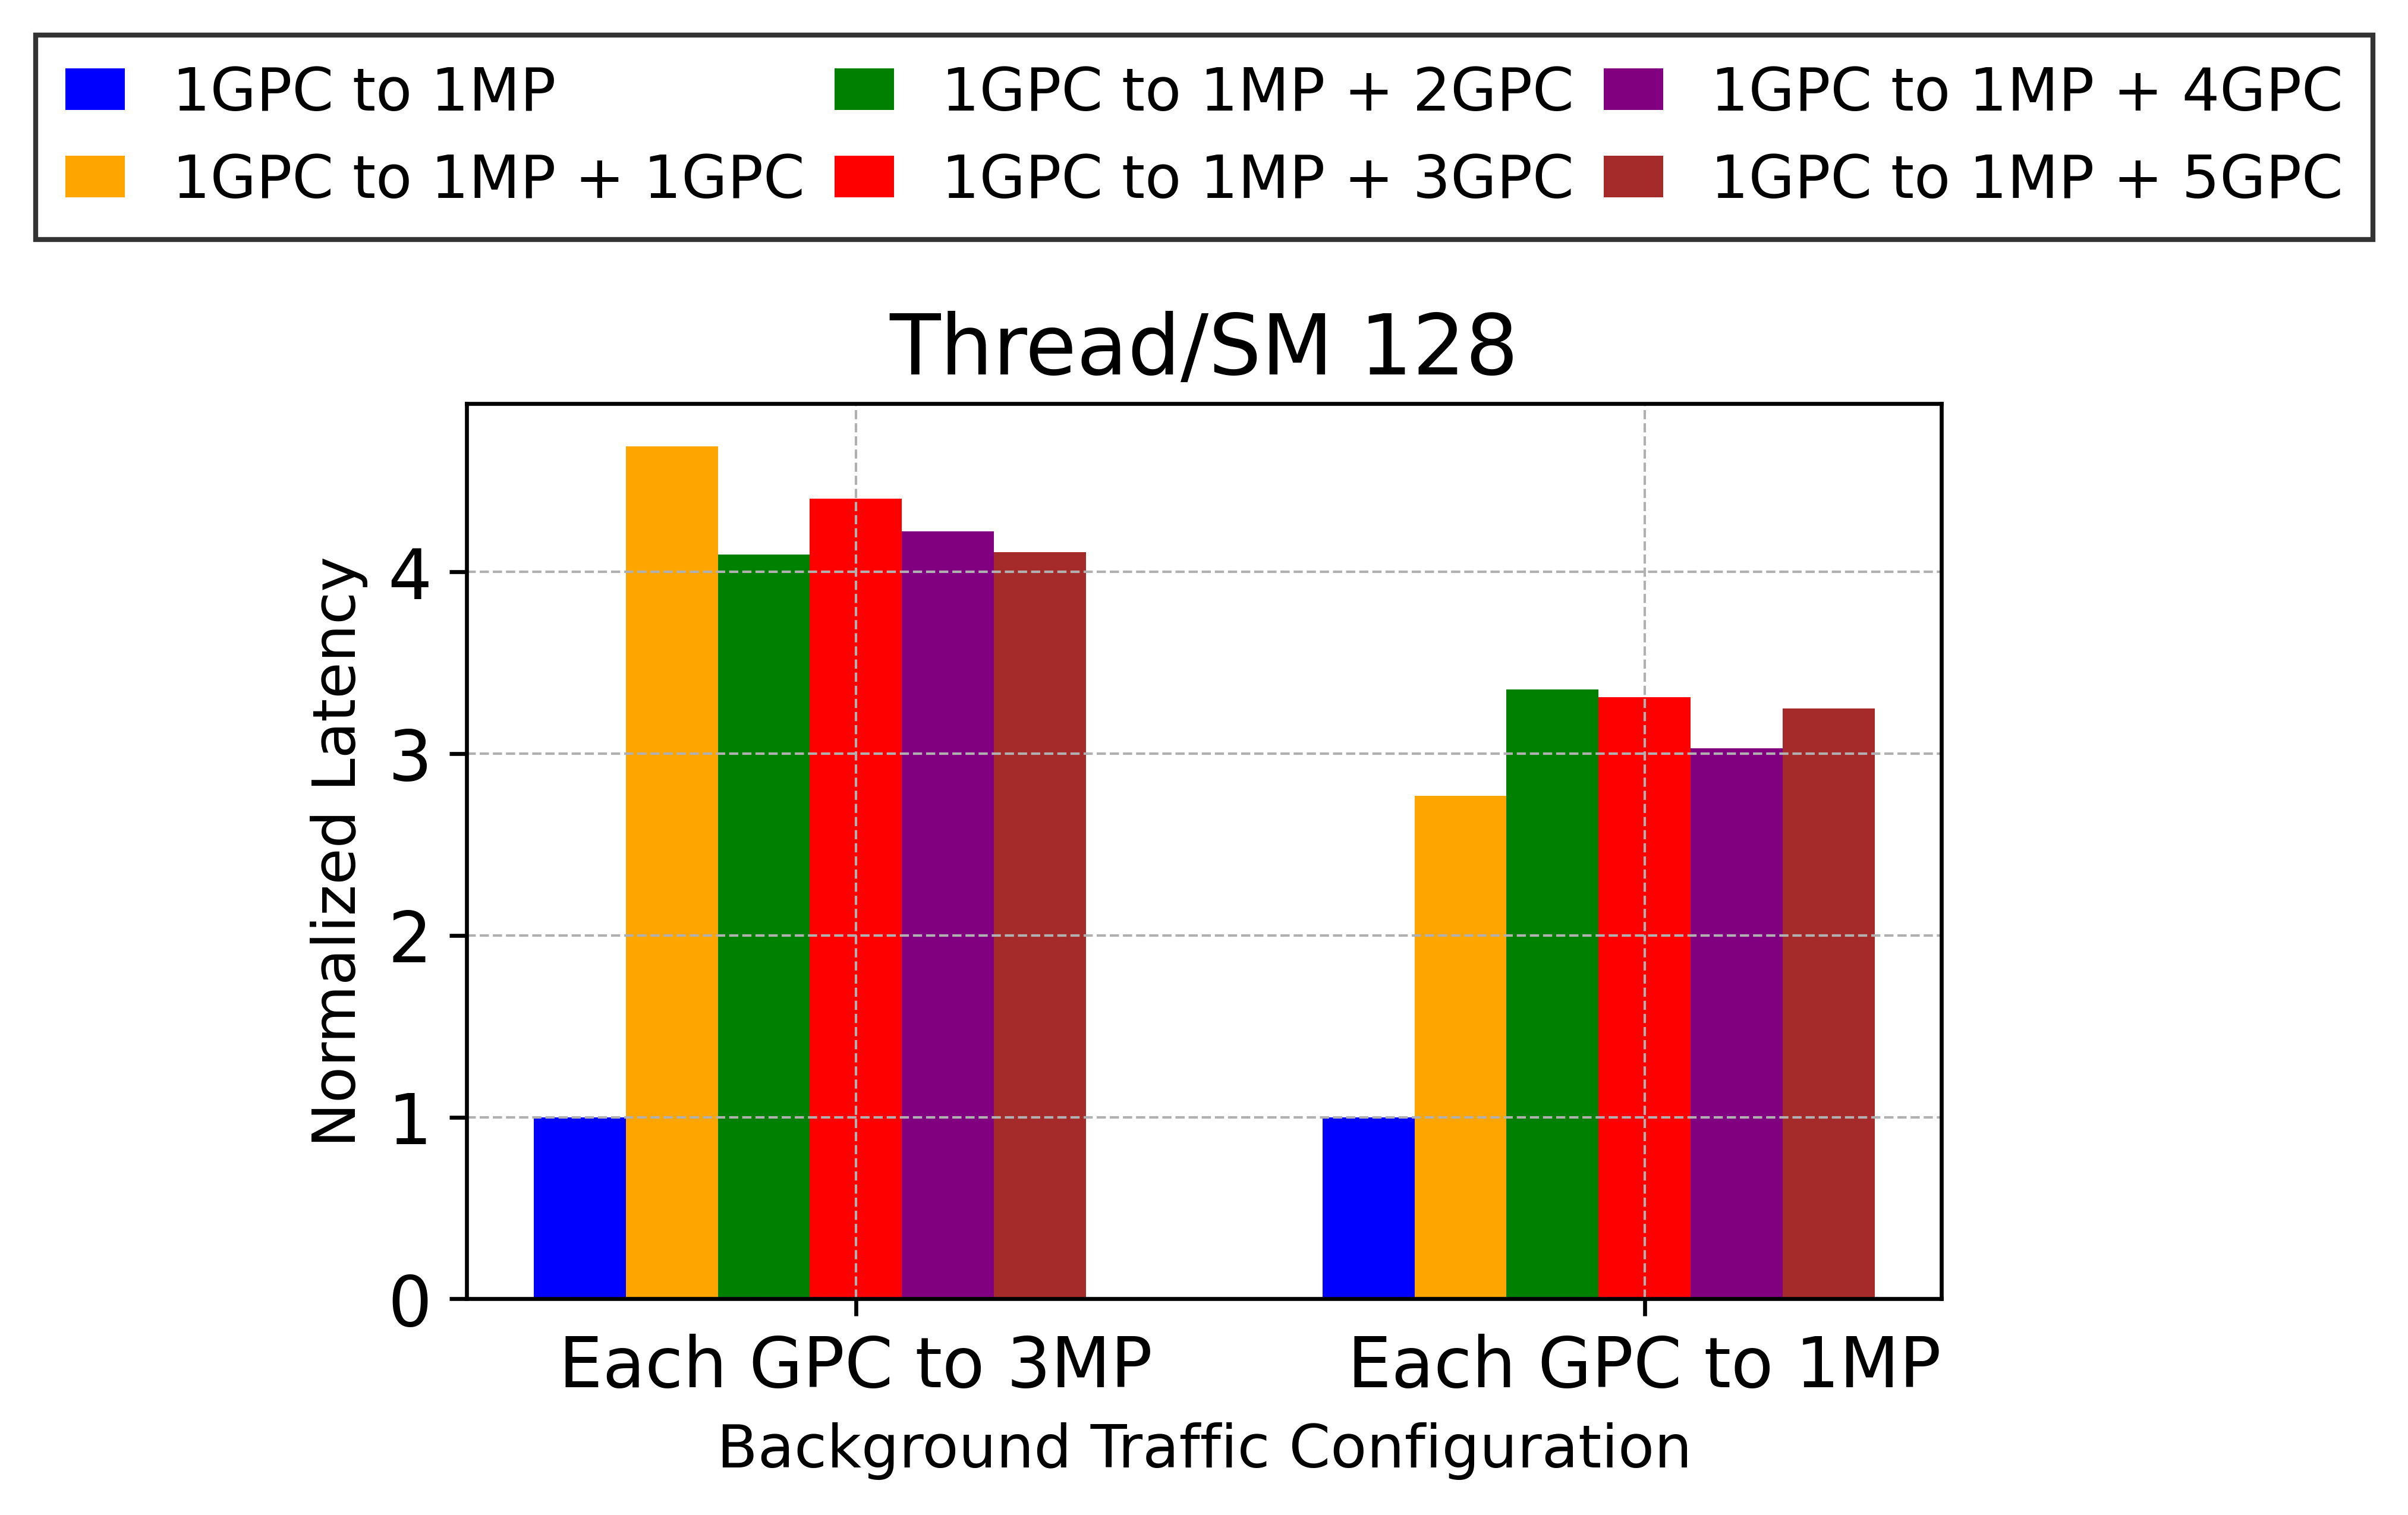 1GPC to 1MP
1GPC to 1MP + 1GPC
1GPC to 1MP + 2GPC
1GPC to 1MP + 3GPC
1GPC to 1MP + 4GPC
1GPC to 1MP + 5GPC
Thread/SM 128
Normalized Latency
4
3
2
1
0
Each GPC to 3MP
Each GPC to 1MP
Background Traffic Configuration